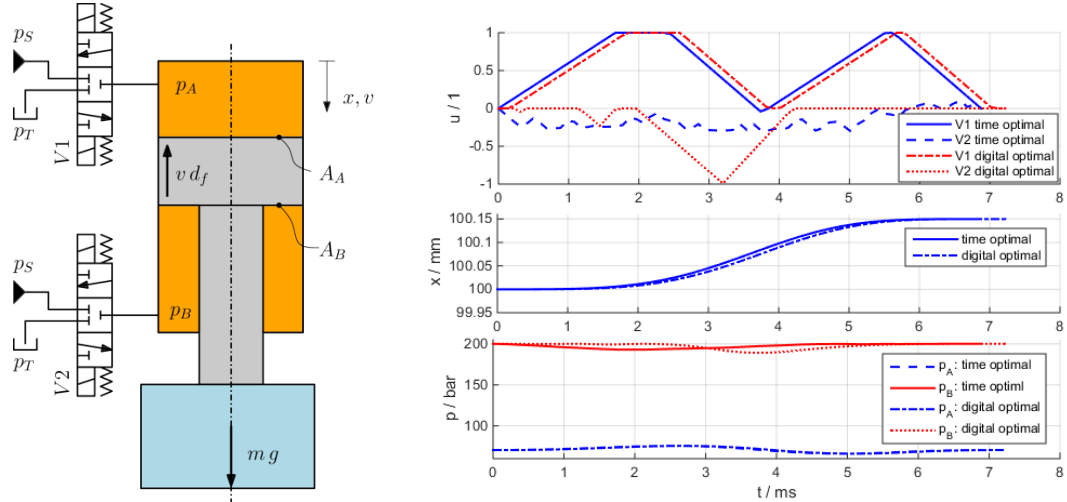 p_S
p_T
V1
p_A
x, v
v d_f
A_A
A_B
p_S
p_T
V2
p_B
m g
u / 1
1
0.5
0
-0.5
-1
0 1 2 3 4 5 6 7 8
V1 time optimal
V2 time optimal
V1 digital optimal
V2 digital optimal
x / mm
100.15
100.1
100.05
100
99.95
0 1 2 3 4 5 6 7 8
time optimal
digital optimal
p / bar
200
150
100
0 1 2 3 4 5 6 7 8
p_A: time optimal
p_B: time optiml
p_A: digital optimal
p_B: digital optimal
t / ms